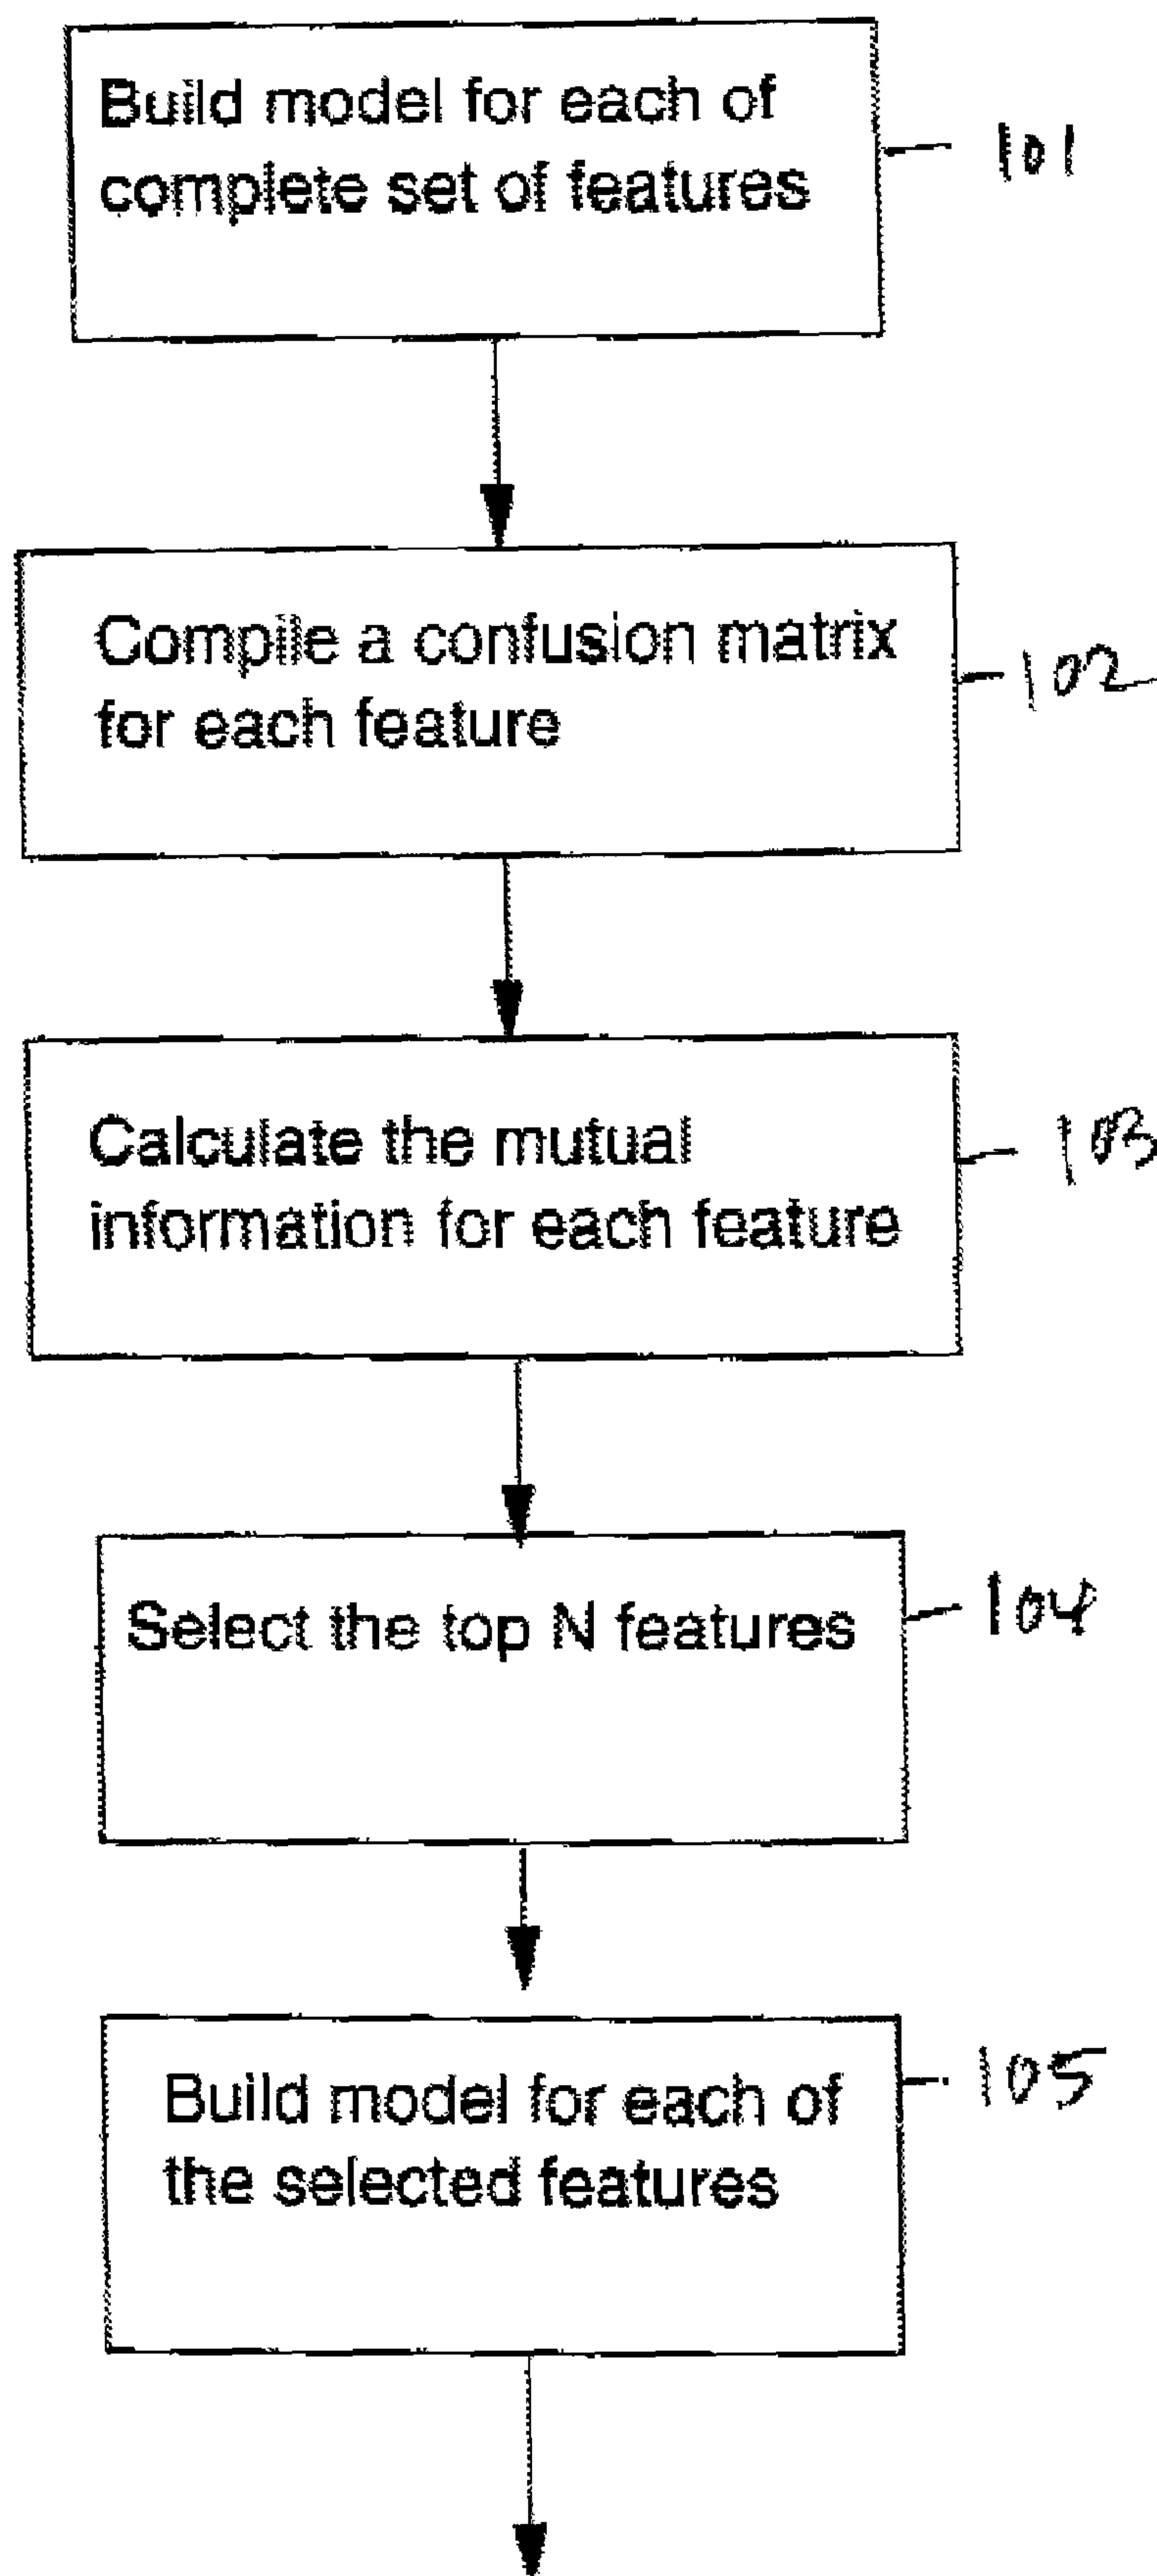 Build model for each of
complete set of features
101
Compile a confusion matrix
for each feature
102
Calculate the mutual
information for each feature
103
Select the top N features
104
Build model for each of
the selected features
105